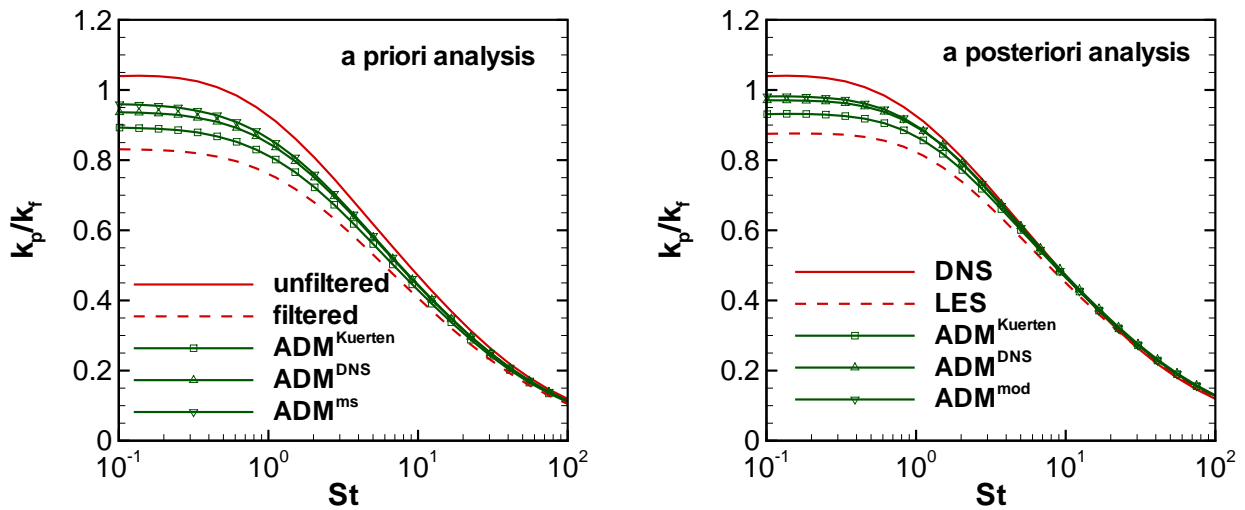 a priori analysis
1.2
1
0.8
0.6
0.4
0.2
0
k_p/k_f
unfiltered
filtered
ADM^Kuerten
ADM^DNS
ADM^ms
10^-1
10^0
10^1
10^2
St
a posteriori analysis
1.2
1
0.8
0.6
0.4
0.2
0
k_p/k_f
DNS
LES
ADM^Kuerten
ADM^DNS
ADM^mod
10^-1
10^0
10^1
10^2
St